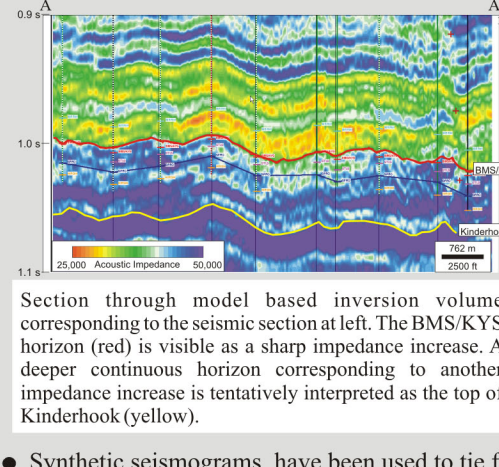 A A
0.9 s
1.0 s
BMS/
Kinderho
762 m
25,000 Acoustic Impedance 50,000
2500 ft
1.1 s
Section through model based inversion volume
corresponding to the seismic section at left. The BMS/KYS
horizon (red) is visible as a sharp impedance increase. A
deeper continuous horizon corresponding to another
impedance increase is tentatively interpreted as the top of
Kinderhook (yellow).
● Synthetic seismograms have been used to tie f